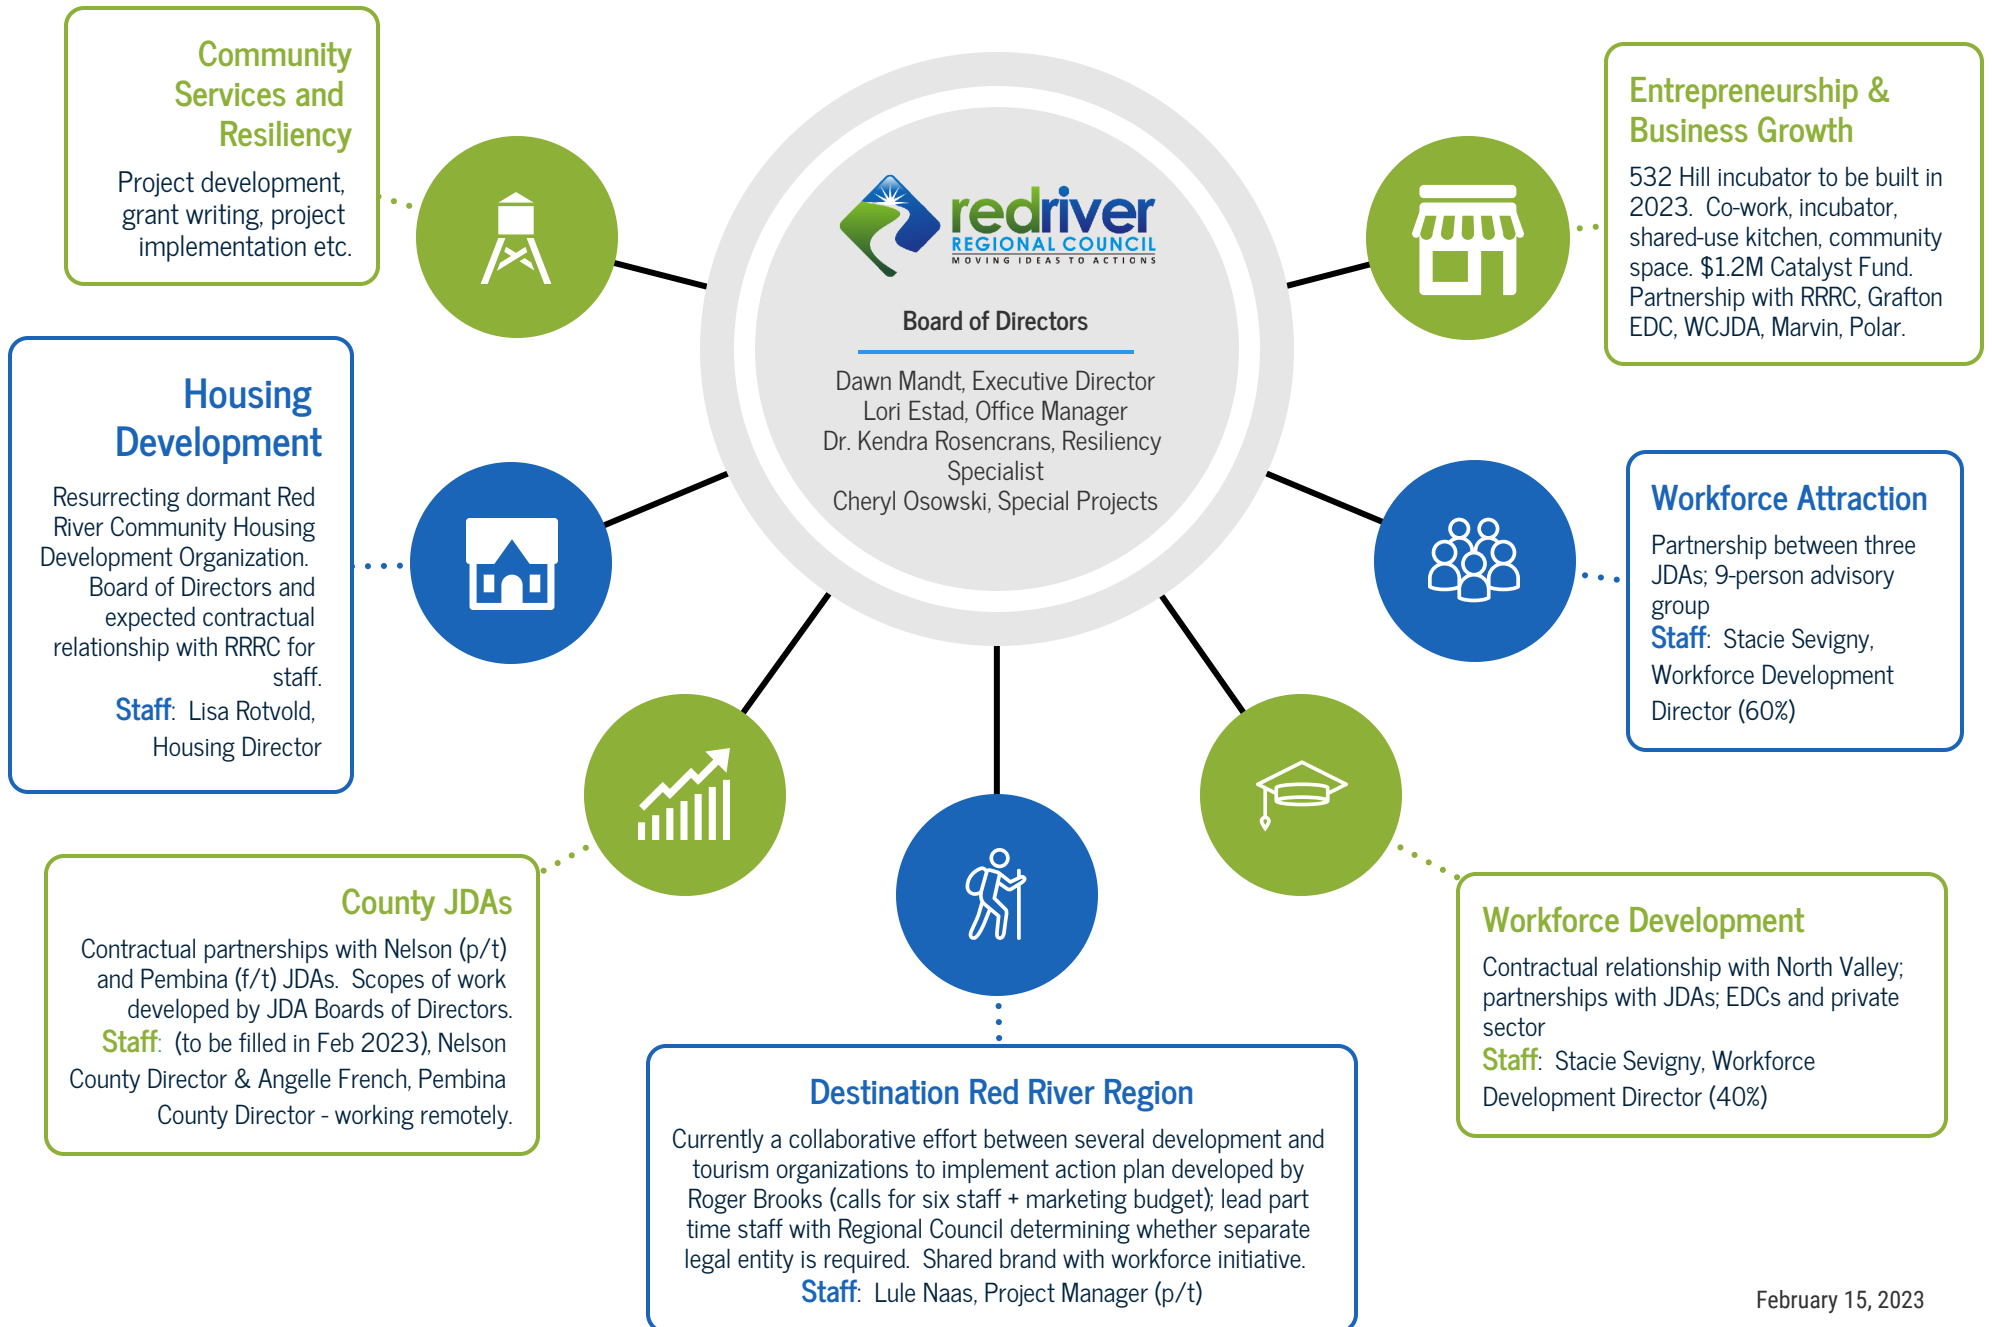 redriver
REGIONAL COUNCIL
MOVING IDEAS TO ACTIONS
Board of Directors
Dawn Mandt, Executive Director
Lori Estad, Office Manager
Dr. Kendra Rosencrans, Resiliency
Specialist
Cheryl Osowski, Special Projects
Community
Services and
Resiliency
Project development,
grant writing, project
implementation etc.
Housing
Development
Resurrecting dormant Red
River Community Housing
Development Organization.
Board of Directors and
expected contractual
relationship with RRRC for
staff.
Staff: Lisa Rotvold,
Housing Director
County JDAs
Contractual partnerships with Nelson (p/t)
and Pembina (f/t) JDAs. Scopes of work
developed by JDA Boards of Directors.
Staff: (to be filled in Feb 2023), Nelson
County Director & Angelle French, Pembina
County Director - working remotely.
Destination Red River Region
Currently a collaborative effort between several development and
tourism organizations to implement action plan developed by
Roger Brooks (calls for six staff + marketing budget); lead part
time staff with Regional Council determining whether separate
legal entity is required. Shared brand with workforce initiative.
Staff: Lule Naas, Project Manager (p/t)
Workforce Development
Contractual relationship with North Valley;
partnerships with JDAs; EDCs and private
sector
Staff: Stacie Sevigny, Workforce
Development Director (40%)
Workforce Attraction
Partnership between three
JDAs; 9-person advisory
group
Staff: Stacie Sevigny,
Workforce Development
Director (60%)
Entrepreneurship &
Business Growth
532 Hill incubator to be built in
2023. Co-work, incubator,
shared-use kitchen, community
space. $1.2M Catalyst Fund.
Partnership with RRRC, Grafton
EDC, WCJDA, Marvin, Polar.
February 15, 2023